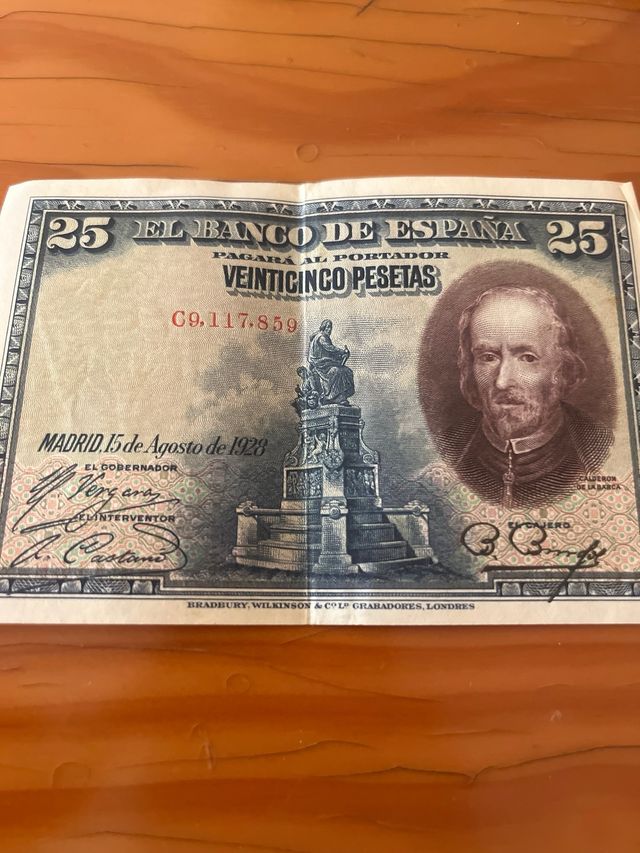 25 EL BANCO DE ESPAÑA 25
PAGARÁ AL PORTADOR
VEINTICINCO PESETAS
C9,117,859
MADRID, 15 de Agosto de 1928
EL GOBERNADOR
Vergara
EL INTERVENTOR
CALDERON
DE LA BARCA
EL CAJERO
BRADBURY, WILKINSON & Cº Lº GRABADORES, LONDRES